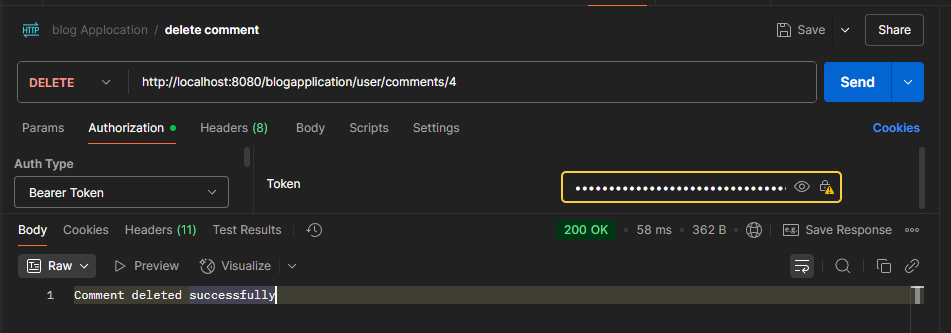 HTTP blog Applocation / delete comment Save Share
DELETE http://localhost:8080/blogapplication/user/comments/4 Send
Params Authorization Headers (8) Body Scripts Settings Cookies
Auth Type
Bearer Token
Token
Body Cookies Headers (11) Test Results 200 OK • 58 ms • 362 B e.g. Save Response
Raw Preview Visualize
1 Comment deleted successfully